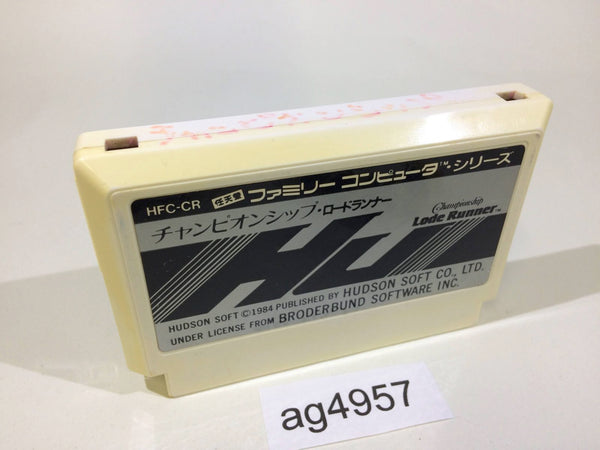 HFC-CR 任天堂 ファミリー コンピュータ™・シリーズ
チャンピオンシップ・ロードランナー
Championship
Lode Runner™
HUDSON SOFT ©1984 PUBLISHED BY HUDSON SOFT CO., LTD.
UNDER LICENSE FROM BRODERBUND SOFTWARE INC.
ag4957